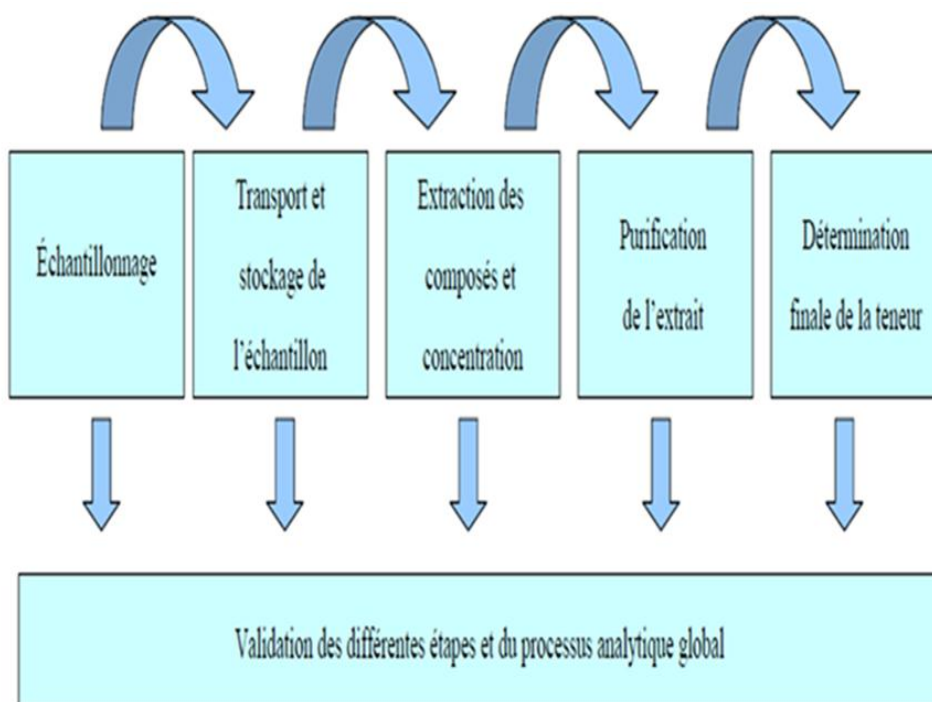 Échantillonnage
Transport et
stockage de
l’échantillon
Extraction des
composés et
concentration
Purification
de l’extrait
Détermination
finale de la teneur
Validation des différentes étapes et du processus analytique global